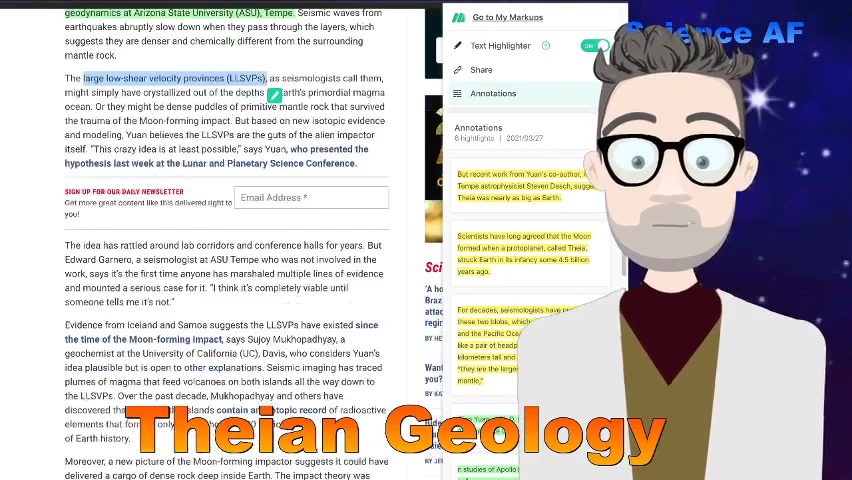 geodynamics at Arizona State University (ASU), Tempe. Seismic waves from
earthquakes abruptly slow down when they pass through the layers, which
suggests they are denser and chemically different from the surrounding
mantle rock.
The large low-shear velocity provinces (LLSVPs), as seismologists call them,
might simply have crystallized out of the depths Earth's primordial magma
ocean. Or they might be dense puddles of primitive mantle rock that survived
the trauma of the Moon-forming impact. But based on new isotopic evidence
and modeling, Yuan believes the LLSVPs are the guts of the alien impactor
itself. "This crazy idea is at least possible," says Yuan, who presented the
hypothesis last week at the Lunar and Planetary Science Conference.
SIGN UP FOR OUR DAILY NEWSLETTER
Get more great content like this delivered right to
you!
Email Address *
The idea has rattled around lab corridors and conference halls for years. But
Edward Garnero, a seismologist at ASU Tempe who was not involved in the
work, says it's the first time anyone has marshaled multiple lines of evidence
and mounted a serious case for it. "I think it's completely viable until
someone tells me it's not."
Evidence from Iceland and Samoa suggests the LLSVPs have existed since
the time of the Moon-forming impact, says Sujoy Mukhopadhyay, a
geochemist at the University of California (UC), Davis, who considers Yuan's
idea plausible but is open to other explanations. Seismic imaging has traced
plumes of magma that feed volcanoes on both islands all the way down to
the LLSVPs. Over the past decade, Mukhopadhyay and others have
discovered that islands contain an isotopic record of radioactive
elements that formed only
of Earth history.
Moreover, a new picture of the Moon-forming impactor suggests it could have
delivered a cargo of dense rock deep inside Earth. The impact theory was
Go to My Markups
Text Highlighter ON
Share
Annotations
Annotations
6 hightlights | 2021/03/27
But recent work from Yuan's co-author,
Tempe astrophysicist Steven Desch,
Theia was nearly as big as Earth.
Scientists have long agreed that the Moon
formed when a protoplanet, called Theia,
struck Earth in its infancy some 4.5 billion
years ago.
For decades, seismologists have
these two blobs, which
and the Pacific
like a pair of
kilometers tall and
"they are the
mantle;"
n studies of Apollo
Science AF
Theian Geology